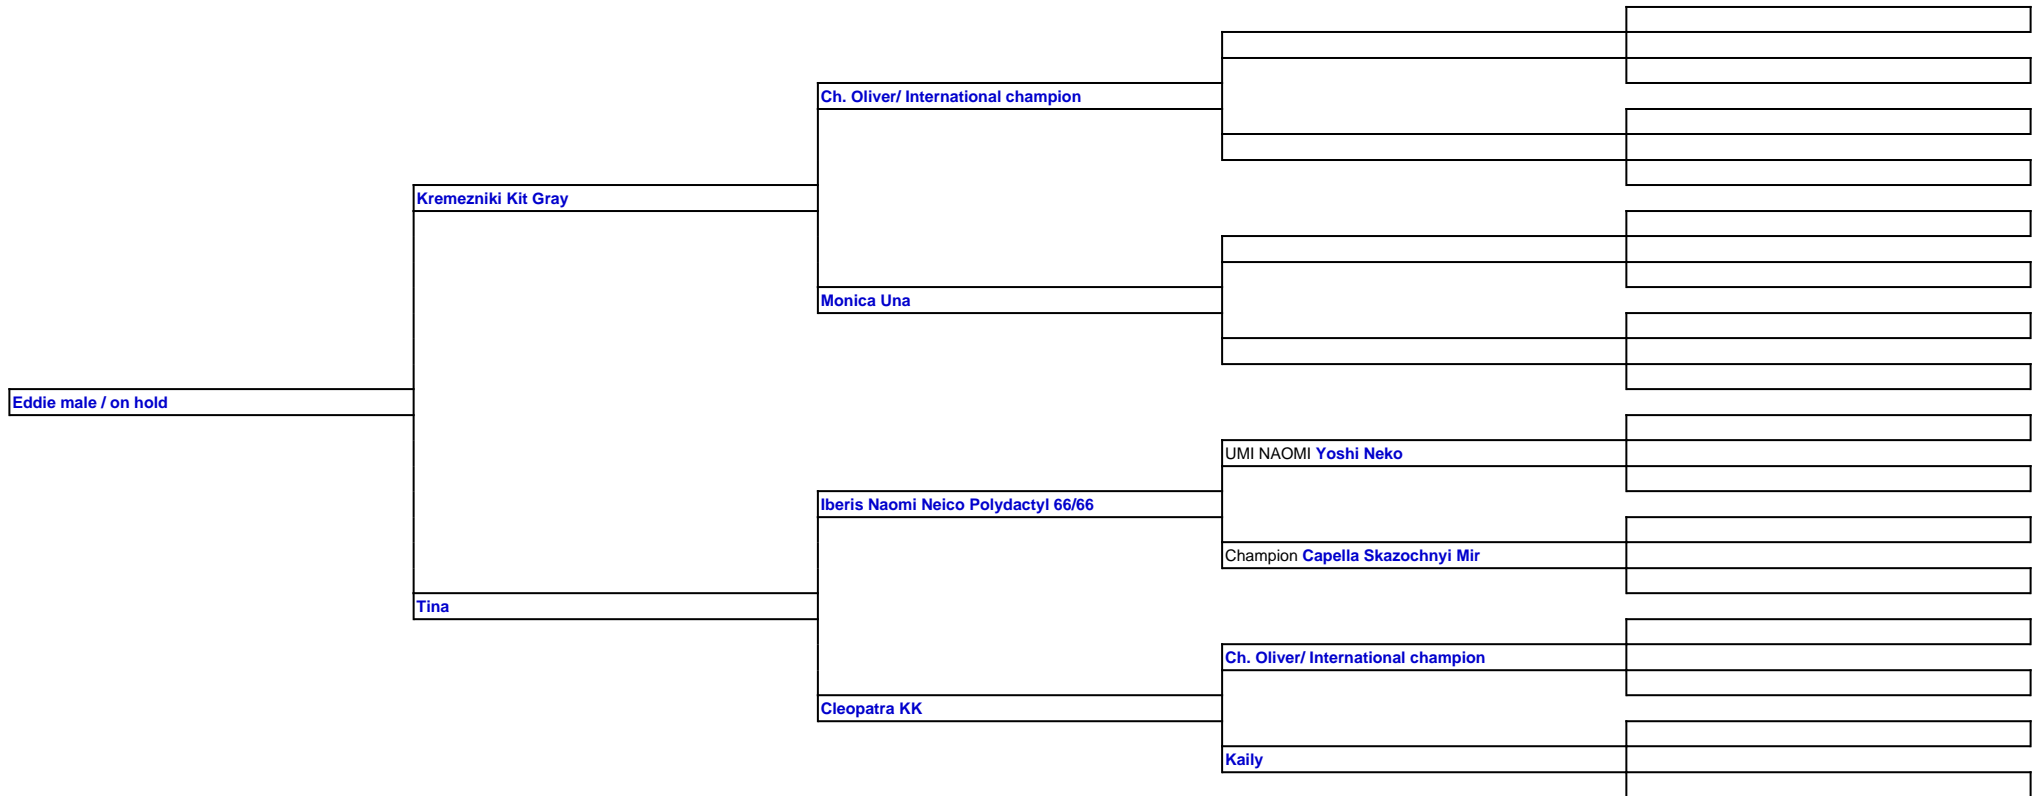 Ch. Oliver/ International champion
Kremezniki Kit Gray
Monica Una
Eddie male / on hold
UMI NAOMI Yoshi Neko
Iberis Naomi Neico Polydactyl 66/66
Champion Capella Skazochnyi Mir
Tina
Ch. Oliver/ International champion
Cleopatra KK
Kaily